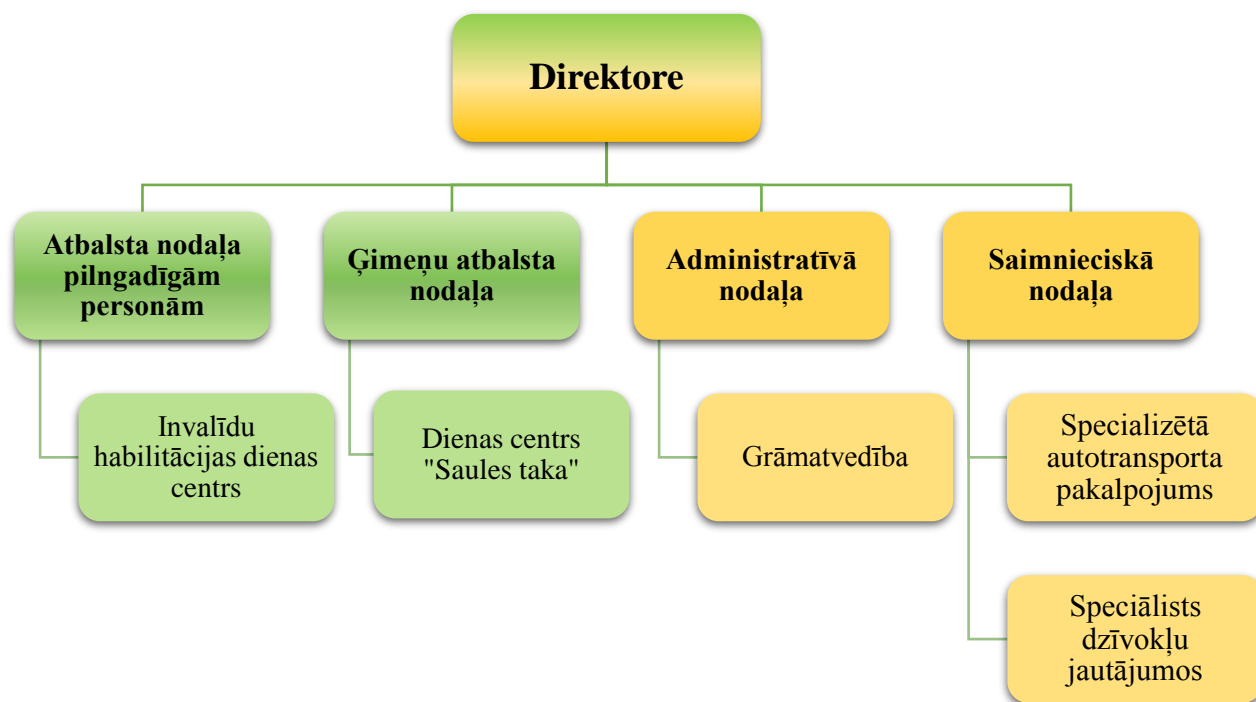 Direktore
Atbalsta nodaļa
pilngadīgām
personām
Ģimeņu atbalsta
nodaļa
Administratīvā
nodaļa
Saimnieciskā
nodaļa
Invalīdu
habilitācijas dienas
centrs
Dienas centrs
"Saules taka"
Grāmatvedība
Specializētā
autotransporta
pakalpojums
Speciālists
dzīvokļu
jautājumos